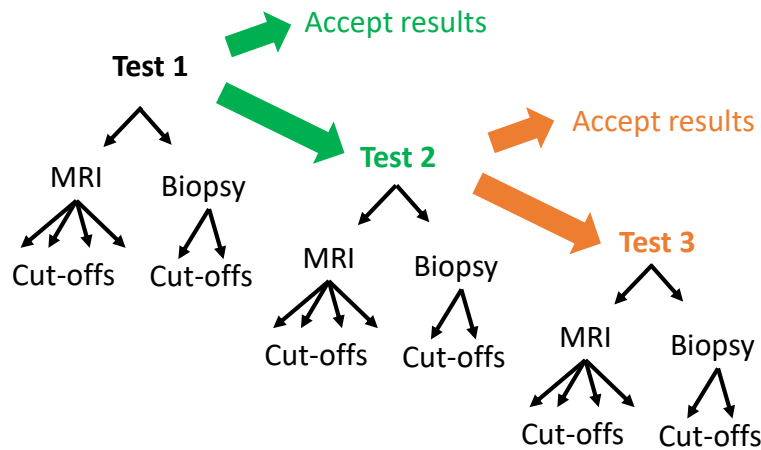 Accept results
Test 1
Accept results
Test 2
MRI
Biopsy
Test 3
MRI
Biopsy
Cut-offs
Cut-offs
MRI
Biopsy
Cut-offs
Cut-offs
Cut-offs
Cut-offs